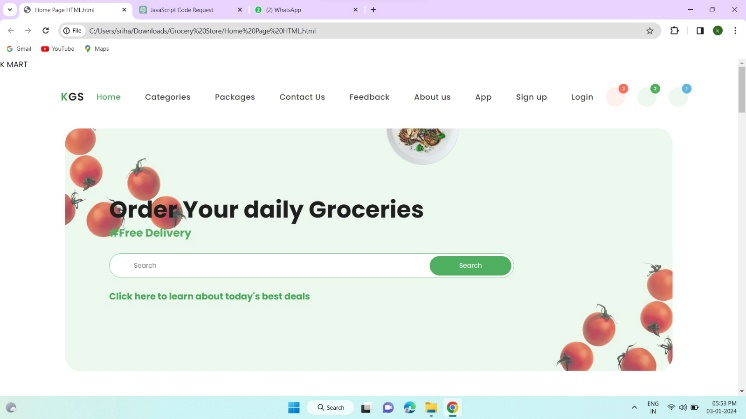 Home Page HTML.html
JavaScript Code Request
(2) WhatsApp
File C:/Users/sriha/Downloads/Grocery%20Store/Home%20Page%20HTML.html
Gmail YouTube Maps
K MART
KGS Home Categories Packages Contact Us Feedback About us App Sign up Login
Order Your daily Groceries
#Free Delivery
Search Search
Click here to learn about today's best deals
Search
ENG
IN
05:53 PM
03-01-2024